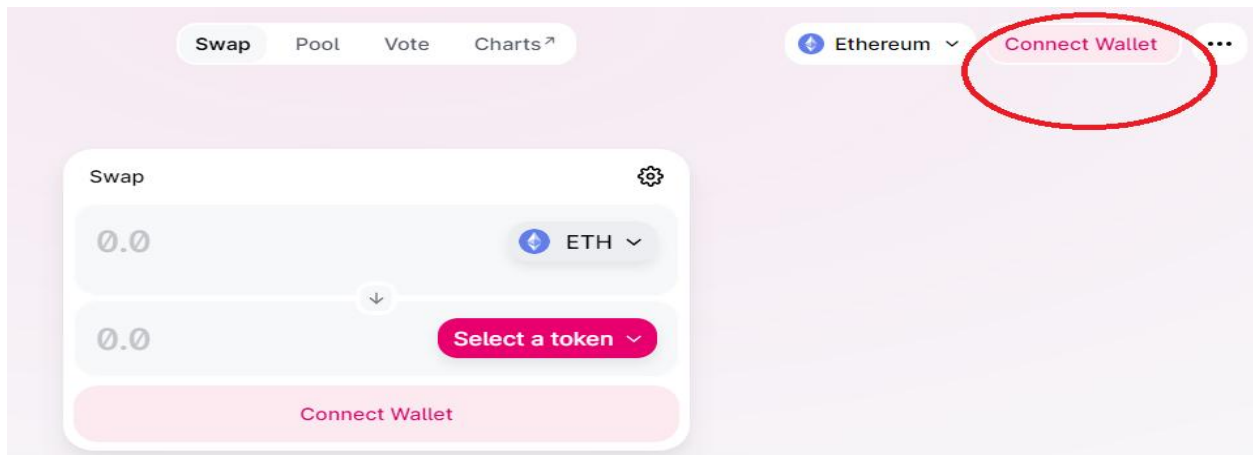 Swap Pool Vote Charts↗ Ethereum Connect Wallet ...
Swap
0.0 ETH
0.0 Select a token
Connect Wallet